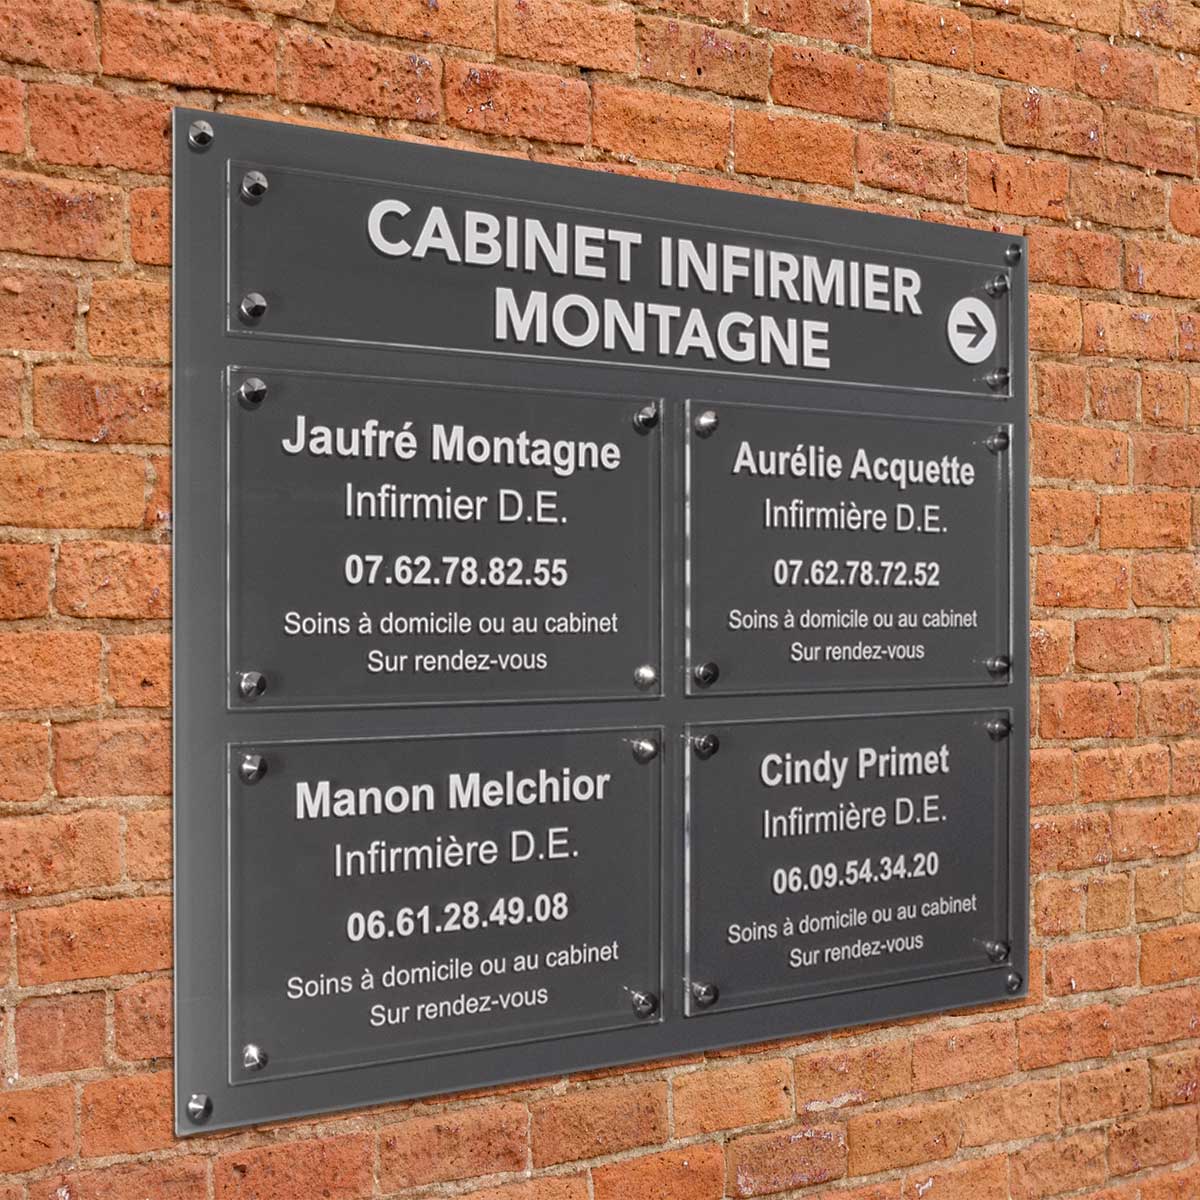 CABINET INFIRMIER
MONTAGNE
Jaufré Montagne
Infirmier D.E.
07.62.78.82.55
Soins à domicile ou au cabinet
Sur rendez-vous
Aurélie Acquette
Infirmière D.E.
07.62.78.72.52
Soins à domicile ou au cabinet
Sur rendez-vous
Manon Melchior
Infirmière D.E.
06.61.28.49.08
Soins à domicile ou au cabinet
Sur rendez-vous
Cindy Primet
Infirmière D.E.
06.09.54.34.20
Soins à domicile ou au cabinet
Sur rendez-vous